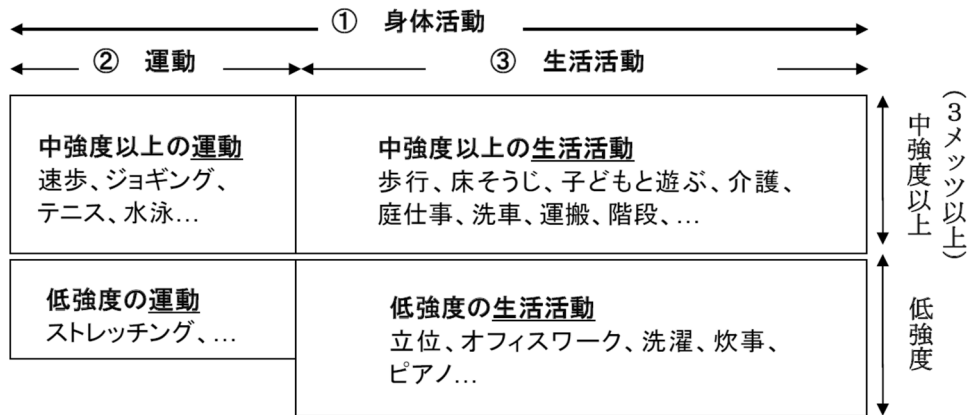 ① 身体活動
② 運動
③ 生活活動
中強度以上の運動
速歩、ジョギング、
テニス、水泳…
中強度以上の生活活動
歩行、床そうじ、子どもと遊ぶ、介護、
庭仕事、洗車、運搬、階段、…
中強度以上
(3メッツ以上)
低強度の運動
ストレッチング、…
低強度の生活活動
立位、オフィスワーク、洗濯、炊事、
ピアノ…
低強度